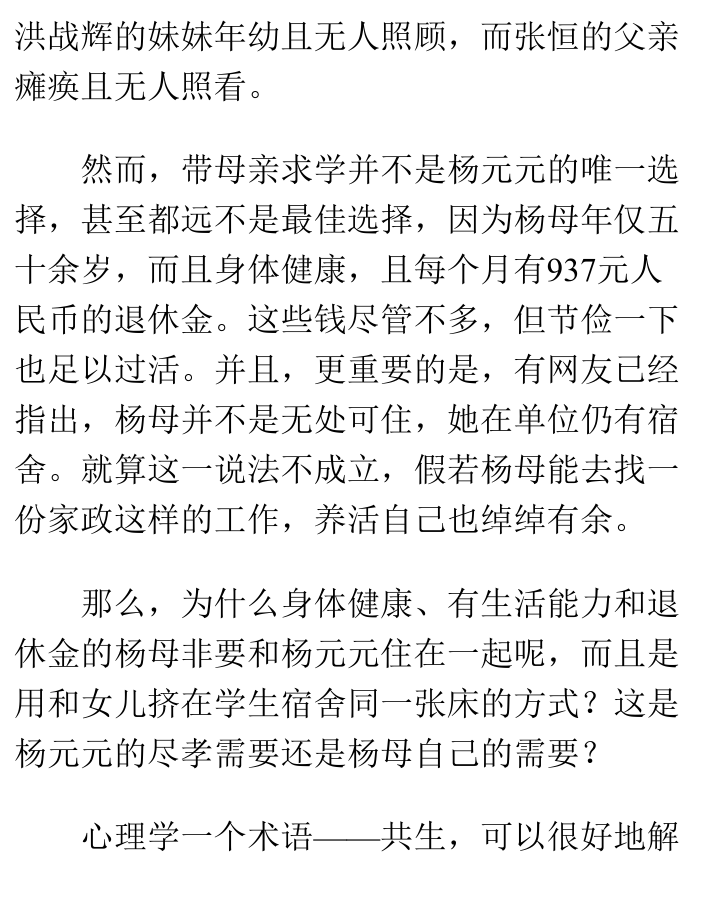 洪战辉的妹妹年幼且无人照顾，而张恒的父亲
瘫痪且无人照看。
然而，带母亲求学并不是杨元元的唯一选
择，甚至都远不是最佳选择，因为杨母年仅五
十余岁，而且身体健康，且每个月有937元人
民币的退休金。这些钱尽管不多，但节俭一下
也足以过活。并且，更重要的是，有网友已经
指出，杨母并不是无处可住，她在单位仍有宿
舍。就算这一说法不成立，假若杨母能去找一
份家政这样的工作，养活自己也绰绰有余。
那么，为什么身体健康、有生活能力和退
休金的杨母非要和杨元元住在一起呢，而且是
用和女儿挤在学生宿舍同一张床的方式？这是
杨元元的尽孝需要还是杨母自己的需要？
心理学一个术语——共生，可以很好地解